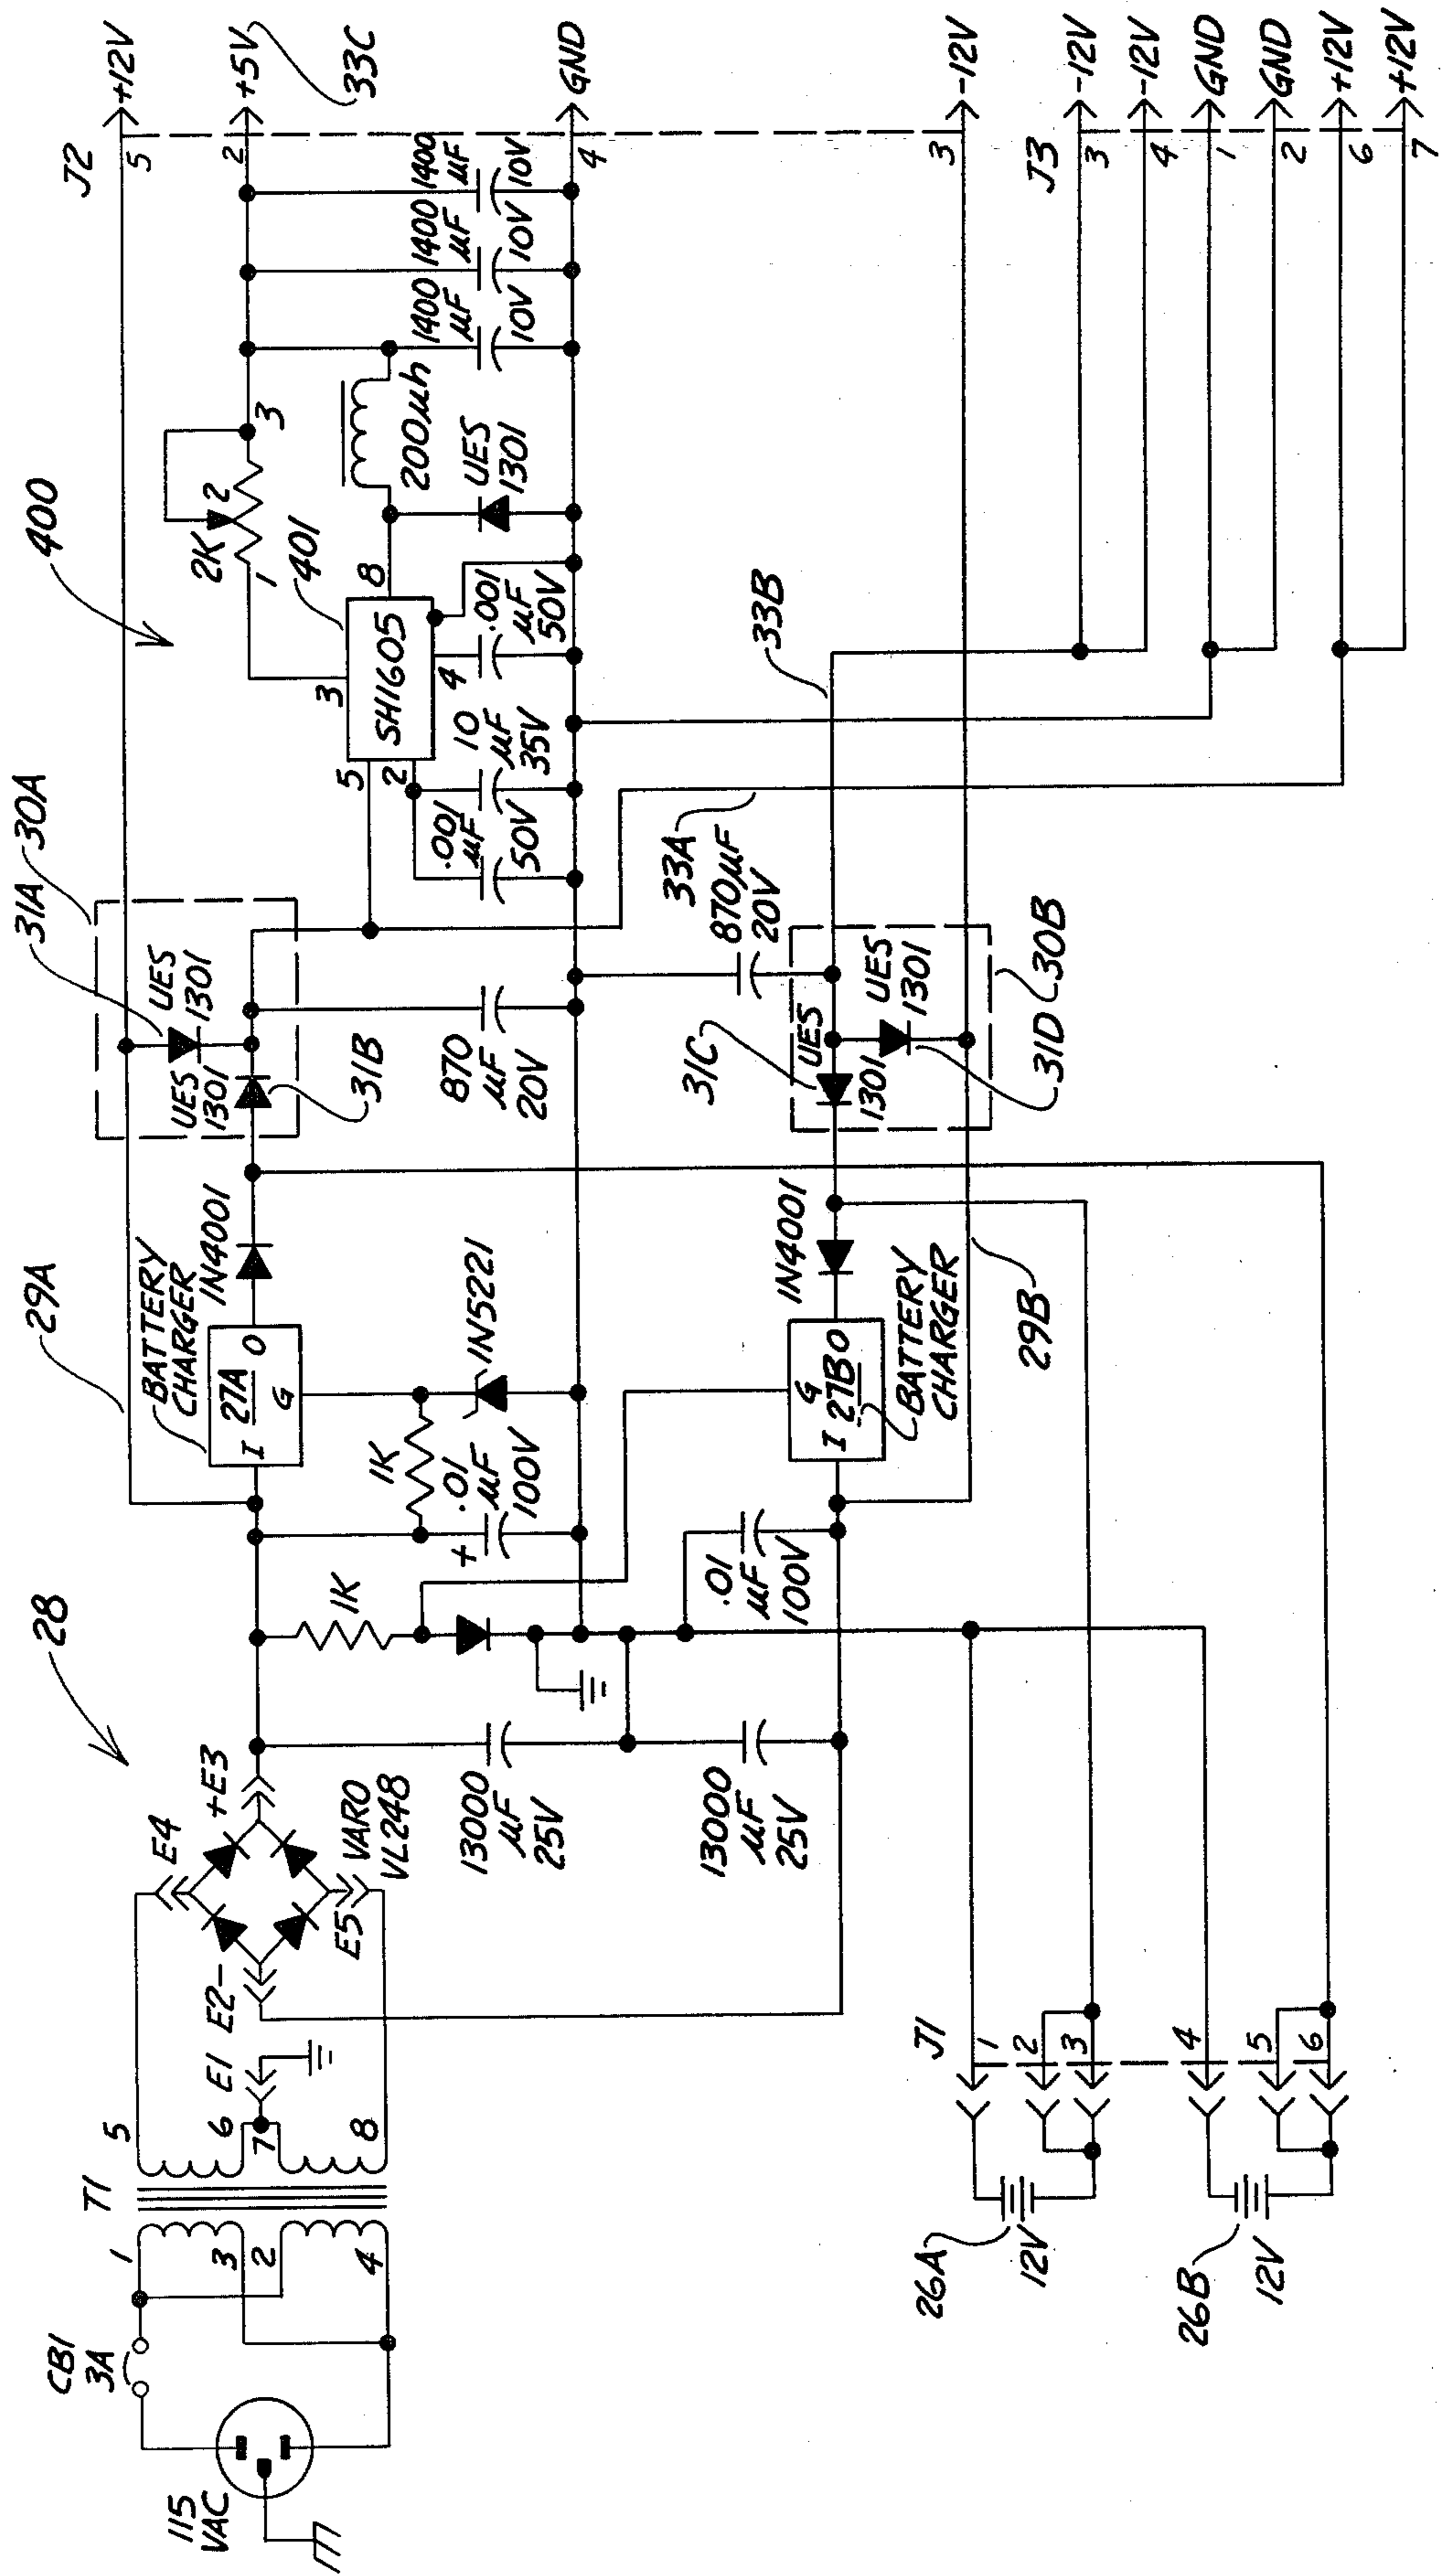 115
VAC
CB1
3A
T1
1
3
2
4
5
6
7
8
E1
E2-
E4
+E3
E5
VARO
VL248
28
13000
µF
25V
13000
µF
25V
1K
29A
BATTERY
CHARGER
I
27A
O
G
1N4001
1K
.01
µF
100V
+
1N5221
.01
µF
100V
G
I
27B
O
BATTERY
CHARGER
1N4001
29B
31A
30A
UES
1301
UES
1301
31B
870
µF
20V
31C
UES
1301
UES
1301
31D
30B
870µF
20V
33A
33B
400
401
SH1605
5
2
3
4
8
.001
µF
50V
10
µF
35V
.001
µF
50V
2K
1
2
3
200µh
UES
1301
1400
µF
10V
1400
µF
10V
1400
µF
10V
J2
5
+12V
2
+5V
33C
4
GND
3
-12V
J3
3
-12V
4
-12V
1
GND
2
GND
6
+12V
7
+12V
J1
1
2
3
4
5
6
26A
12V
26B
12V